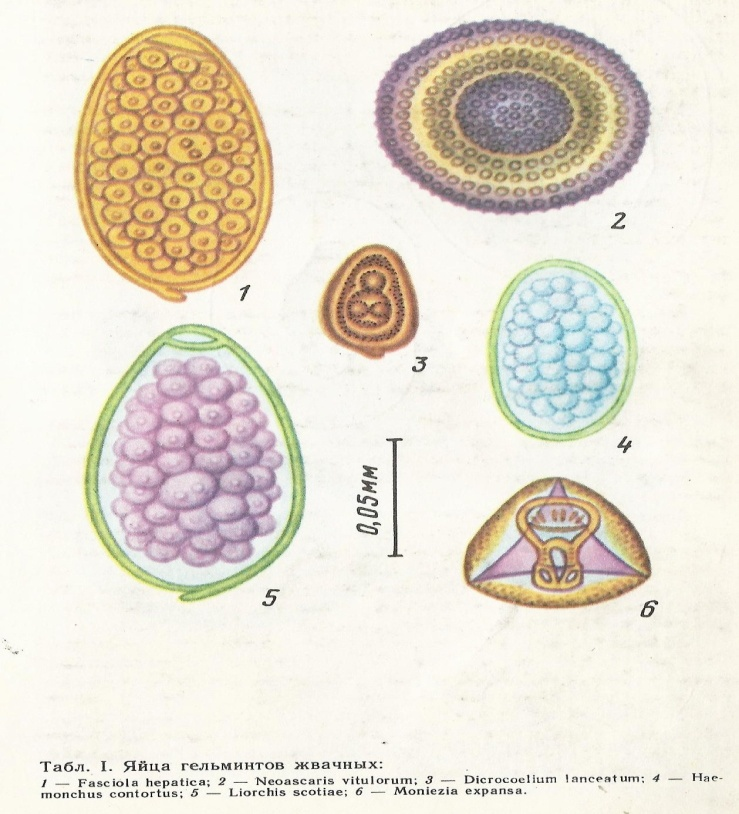 1
2
3
4
0,05мм
5
6
Табл. I. Яйца гельминтов жвачных:
1 — Fasciola hepatica; 2 — Neoascaris vitulorum; 3 — Dicrocoelium lanceatum; 4 — Hae-
monchus contortus; 5 — Liorchis scotiae; 6 — Moniezia expansa.